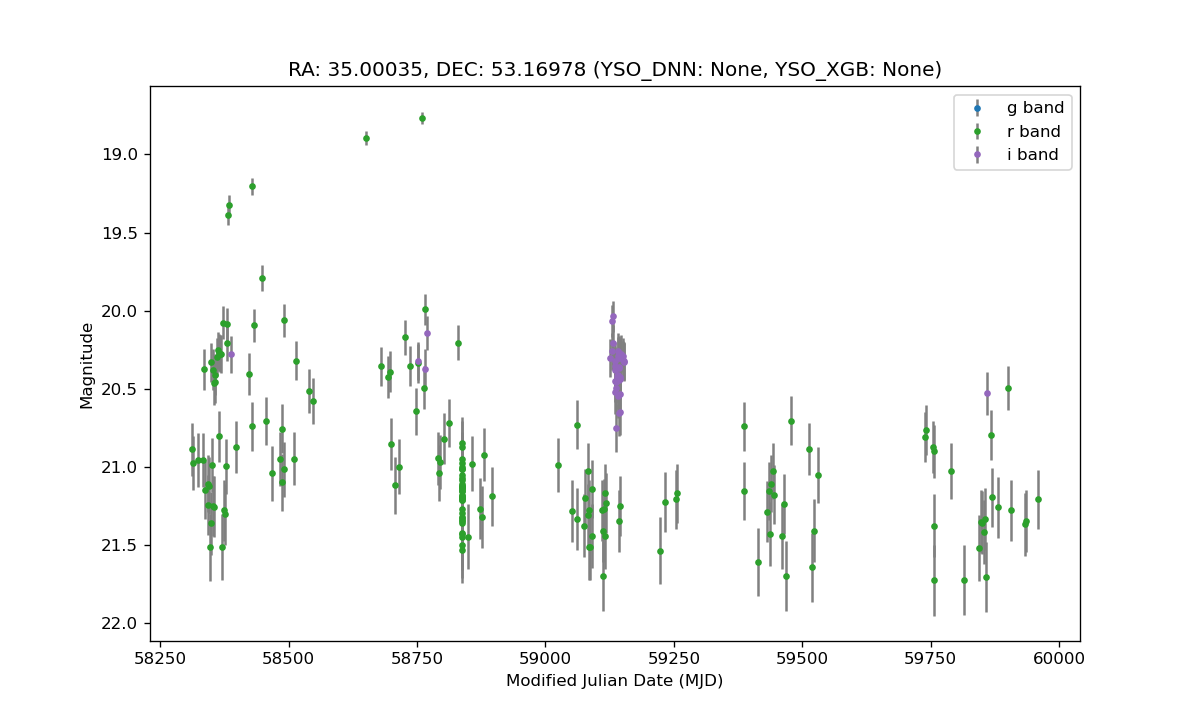 RA: 35.00035, DEC: 53.16978 (YSO_DNN: None, YSO_XGB: None)
g band
r band
i band
19.0
19.5
20.0
20.5
21.0
21.5
22.0
Magnitude
58250 58500 58750 59000 59250 59500 59750 60000
Modified Julian Date (MJD)